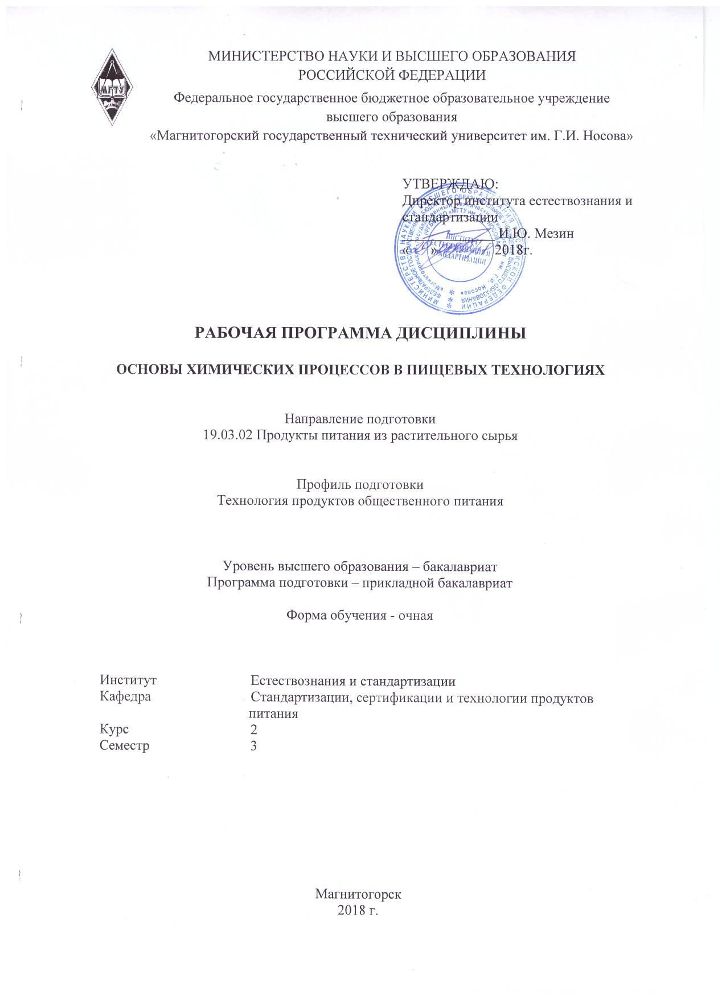 МИНИСТЕРСТВО НАУКИ И ВЫСШЕГО ОБРАЗОВАНИЯ
РОССИЙСКОЙ ФЕДЕРАЦИИ
Федеральное государственное бюджетное образовательное учреждение
высшего образования
«Магнитогорский государственный технический университет им. Г.И. Носова»
МГТУ
УТВЕРЖДАЮ:
Директор института естествознания и
стандартизации
И.Ю. Мезин
« » 2018г.
ИНСТИТУТ
ЕСТЕСТВОЗНАНИЯ И
СТАНДАРТИЗАЦИИ
РАБОЧАЯ ПРОГРАММА ДИСЦИПЛИНЫ
ОСНОВЫ ХИМИЧЕСКИХ ПРОЦЕССОВ В ПИЩЕВЫХ ТЕХНОЛОГИЯХ
Направление подготовки
19.03.02 Продукты питания из растительного сырья
Профиль подготовки
Технология продуктов общественного питания
Уровень высшего образования – бакалавриат
Программа подготовки – прикладной бакалавриат
Форма обучения - очная
Институт Естествознания и стандартизации
Кафедра Стандартизации, сертификации и технологии продуктов
питания
Курс 2
Семестр 3
Магнитогорск
2018 г.